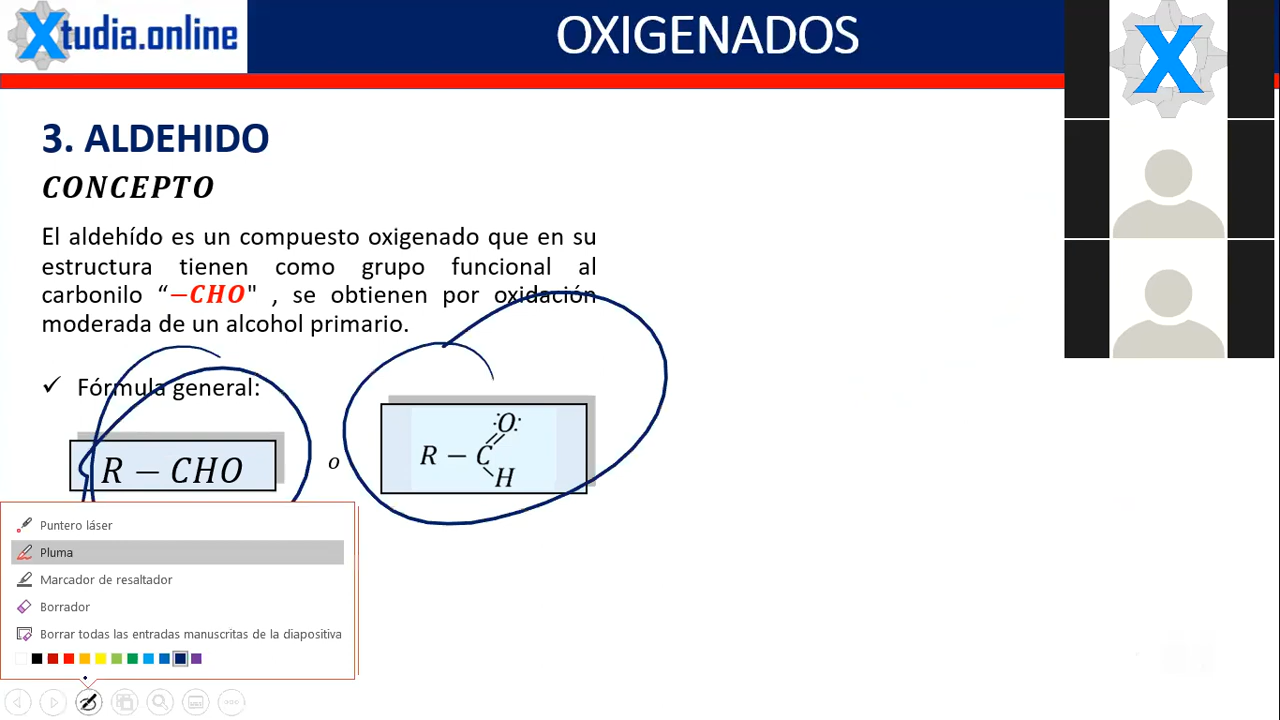 Xtudia.online
OXIGENADOS
X
3. ALDEHIDO
CONCEPTO
El aldehído es un compuesto oxigenado que en su
estructura tienen como grupo funcional al
carbonilo “−CHO" , se obtienen por oxidación
moderada de un alcohol primario.
✓ Fórmula general:
R − CHO
o
R − C
O
H
Puntero láser
Pluma
Marcador de resaltador
Borrador
Borrar todas las entradas manuscritas de la diapositiva